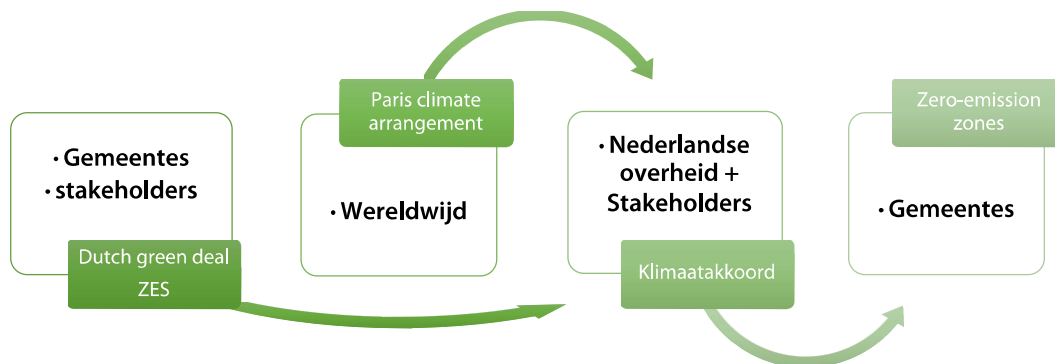 · Gemeentes
· stakeholders
Dutch green deal
ZES
Paris climate
arrangement
· Wereldwijd
· Nederlandse
overheid +
Stakeholders
Klimaatakkoord
Zero-emission
zones
· Gemeentes